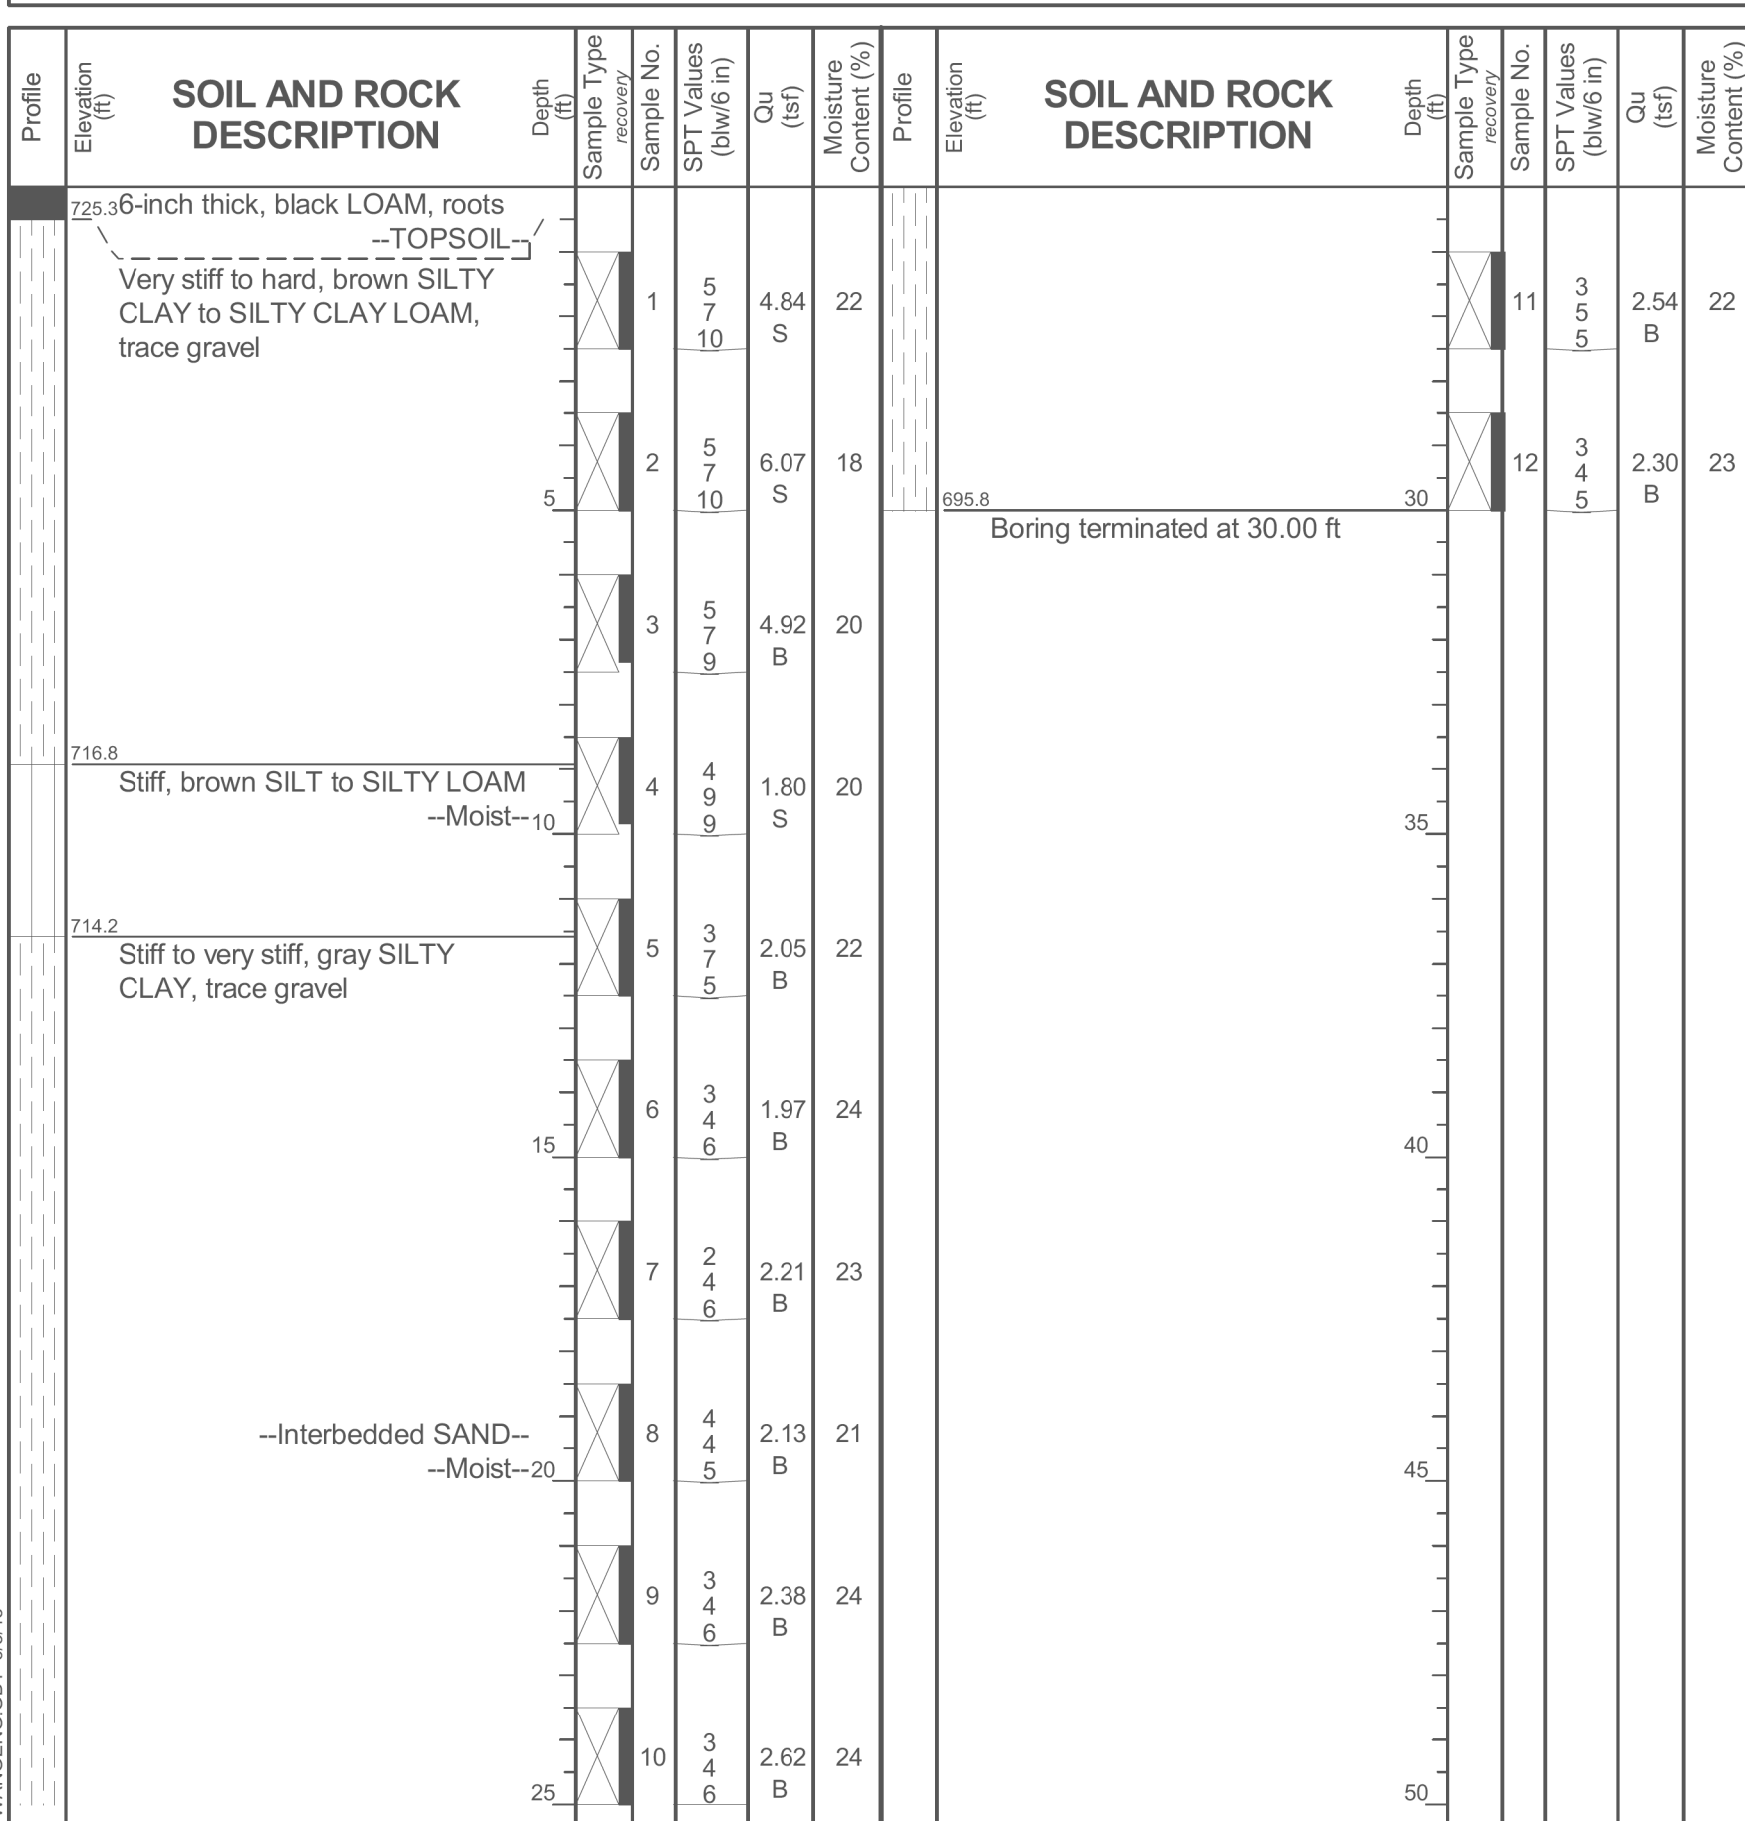 Profile
Elevation
(ft)
SOIL AND ROCK
DESCRIPTION
Depth
(ft)
Sample Type
recovery
Sample No.
SPT Values
(blw/6 in)
Qu
(tsf)
Moisture
Content (%)
Profile
Elevation
(ft)
SOIL AND ROCK
DESCRIPTION
Depth
(ft)
Sample Type
recovery
Sample No.
SPT Values
(blw/6 in)
Qu
(tsf)
Moisture
Content (%)
725.3 6-inch thick, black LOAM, roots
--TOPSOIL--
Very stiff to hard, brown SILTY
CLAY to SILTY CLAY LOAM,
trace gravel
1
5
7
10
4.84
S
22
2
5
7
10
6.07
S
18
5
3
5
7
9
4.92
B
20
716.8
Stiff, brown SILT to SILTY LOAM
--Moist-- 10
4
4
9
9
1.80
S
20
714.2
Stiff to very stiff, gray SILTY
CLAY, trace gravel
5
3
7
5
2.05
B
22
6
3
4
6
1.97
B
24
15
7
2
4
6
2.21
B
23
--Interbedded SAND--
--Moist-- 20
8
4
4
5
2.13
B
21
9
3
4
6
2.38
B
24
10
3
4
6
2.62
B
24
25
11
3
5
5
2.54
B
22
12
3
4
5
2.30
B
23
695.8
30
Boring terminated at 30.00 ft
35
40
45
50